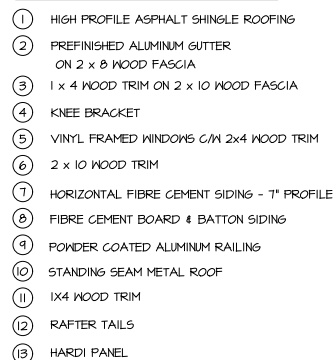 1 HIGH PROFILE ASPHALT SHINGLE ROOFING
2 PREFINISHED ALUMINUM GUTTER
ON 2 x 8 WOOD FASCIA
3 1 x 4 WOOD TRIM ON 2 x 10 WOOD FASCIA
4 KNEE BRACKET
5 VINYL FRAMED WINDOWS C/W 2x4 WOOD TRIM
6 2 x 10 WOOD TRIM
7 HORIZONTAL FIBRE CEMENT SIDING - 7" PROFILE
8 FIBRE CEMENT BOARD & BATTON SIDING
9 POWDER COATED ALUMINUM RAILING
10 STANDING SEAM METAL ROOF
11 1X4 WOOD TRIM
12 RAFTER TAILS
13 HARDI PANEL